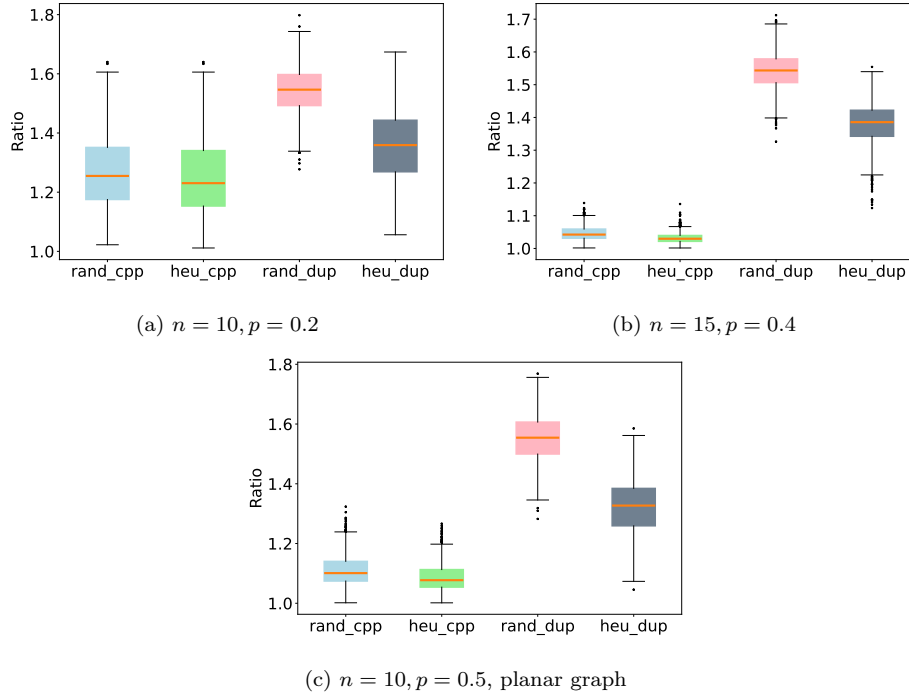 1.8
1.6
1.4
1.2
1.0
Ratio
rand_cpp heu_cpp rand_dup heu_dup
(a) n = 10, p = 0.2
1.7
1.6
1.5
1.4
1.3
1.2
1.1
1.0
Ratio
rand_cpp heu_cpp rand_dup heu_dup
(b) n = 15, p = 0.4
1.8
1.6
1.4
1.2
1.0
Ratio
rand_cpp heu_cpp rand_dup heu_dup
(c) n = 10, p = 0.5, planar graph